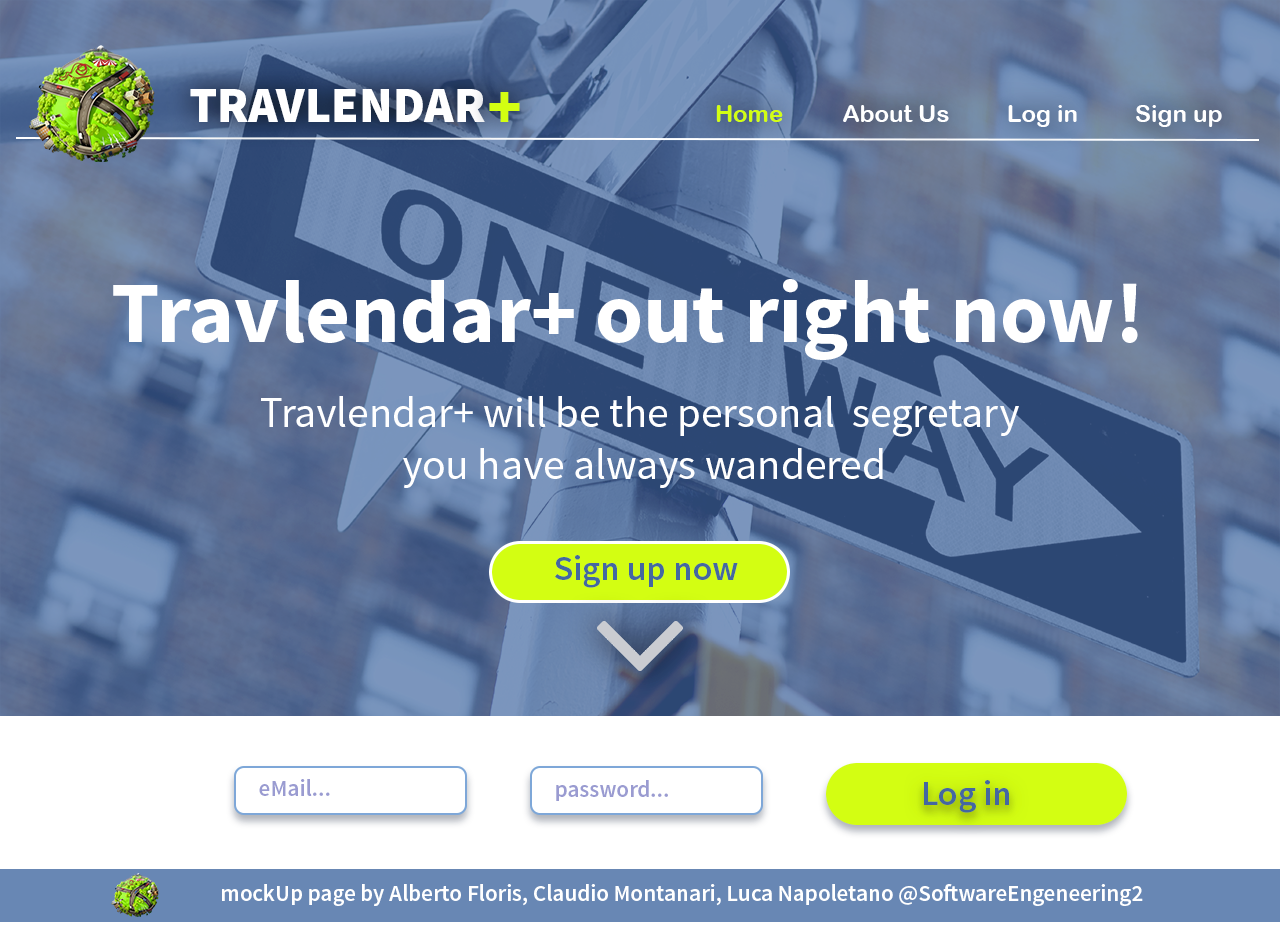 TRAVLENDAR+
Home About Us Log in Sign up
ONE WAY
Travlendar+ out right now!
Travlendar+ will be the personal segretary
you have always wandered
Sign up now
eMail...
password...
Log in
mockUp page by Alberto Floris, Claudio Montanari, Luca Napoletano @SoftwareEngeneering2